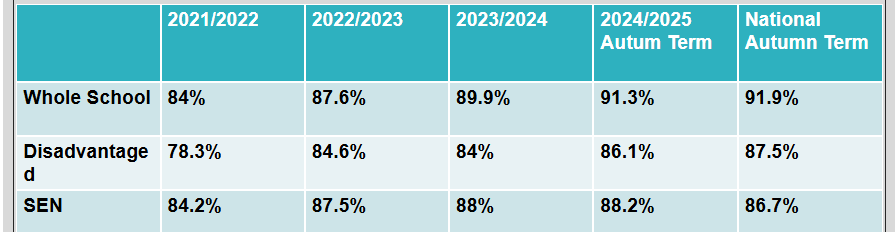 2021/2022 2022/2023 2023/2024 2024/2025 National
Autum Term Autumn Term
Whole School 84% 87.6% 89.9% 91.3% 91.9%
Disadvantage 78.3% 84.6% 84% 86.1% 87.5%
d
SEN 84.2% 87.5% 88% 88.2% 86.7%